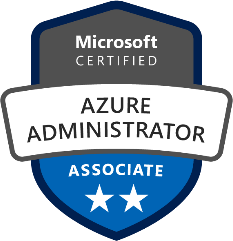 Microsoft
CERTIFIED
AZURE
ADMINISTRATOR
ASSOCIATE